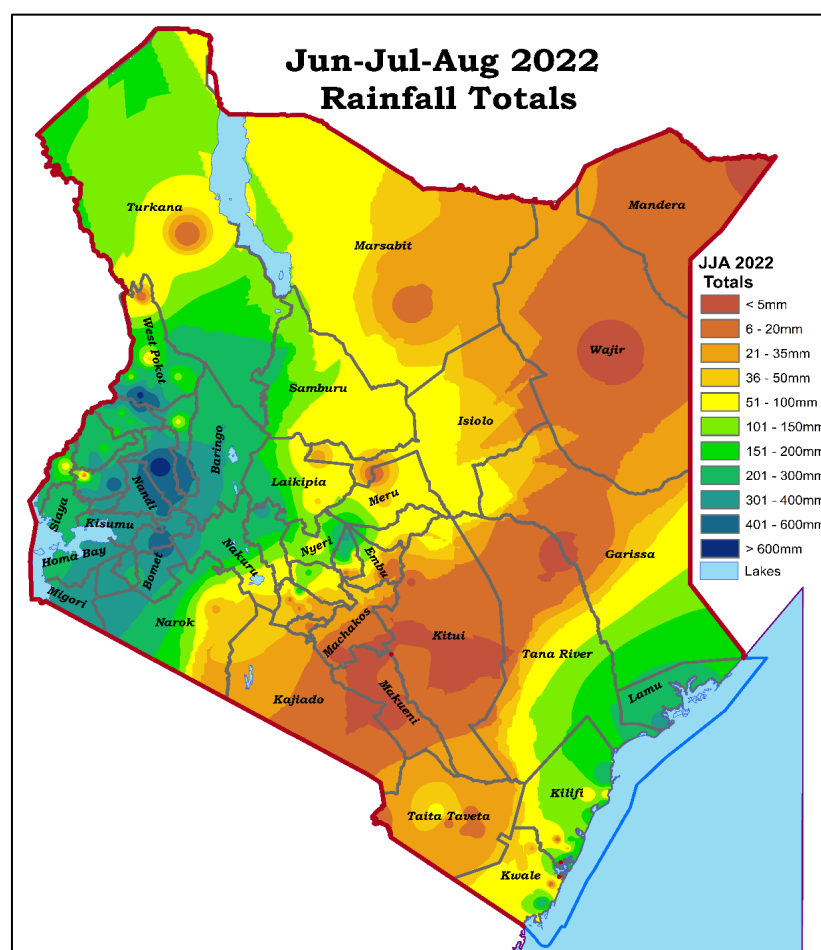 Jun-Jul-Aug 2022
Rainfall Totals
Mandera
Turkana
Marsabit
JJA 2022
Totals
< 5mm
6 - 20mm
21 - 35mm
36 - 50mm
51 - 100mm
101 - 150mm
151 - 200mm
201 - 300mm
301 - 400mm
401 - 600mm
> 600mm
Lakes
West Pokot
Wajir
Samburu
Isiolo
Baringo
Laikipia
Meru
Nandi
Siaya
Kisumu
Homa Bay
Bomet
Nakuru
Nyeri
Embu
Garissa
Migori
Narok
Machakos
Kitui
Tana River
Lamu
Kajiado
Makueni
Kilifi
Taita Taveta
Kwale